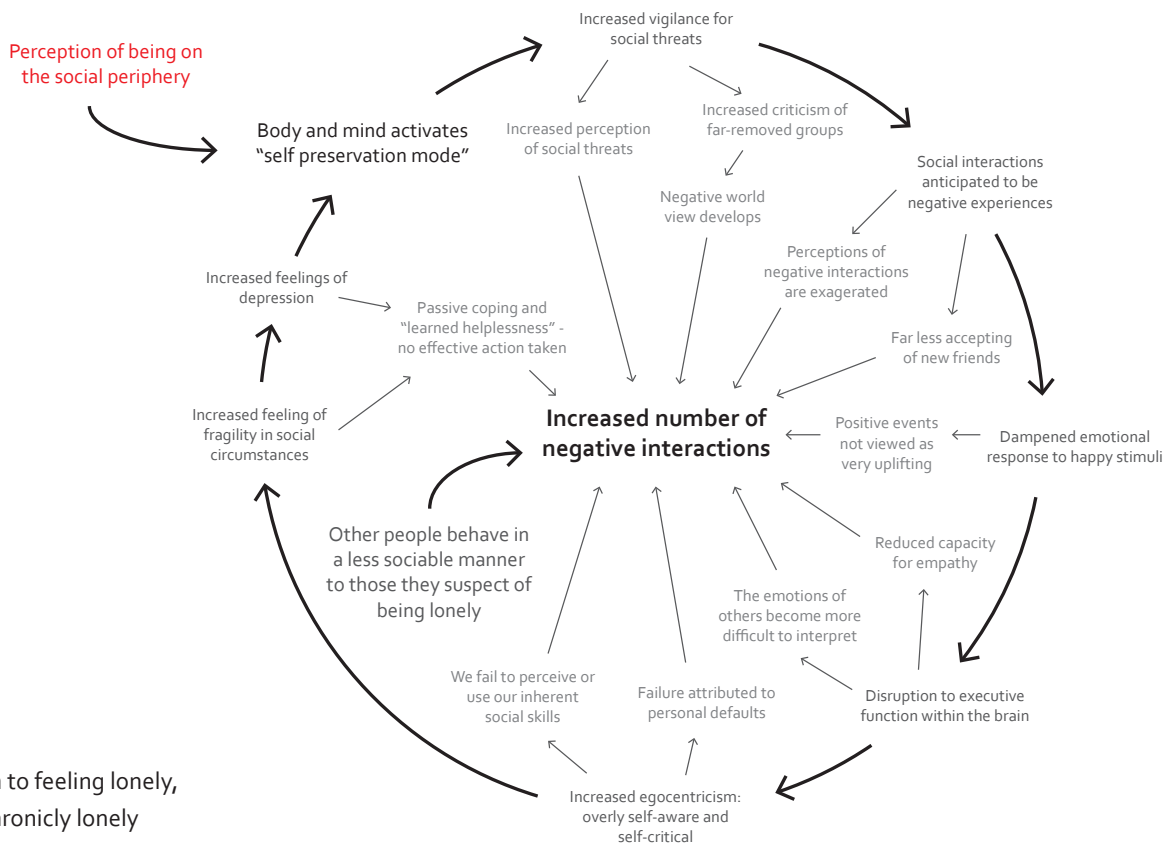 Perception of being on
the social periphery
Body and mind activates
“self preservation mode”
Increased vigilance for
social threats
Increased perception
of social threats
Increased criticism of
far-removed groups
Negative world
view develops
Social interactions
anticipated to be
negative experiences
Perceptions of
negative interactions
are exagerated
Far less accepting
of new friends
Dampened emotional
response to happy stimuli
Positive events
not viewed as
very uplifting
Increased number of
negative interactions
Increased feelings of
depression
Passive coping and
“learned helplessness” -
no effective action taken
Increased feeling of
fragility in social
circumstances
Other people behave in
a less sociable manner
to those they suspect of
being lonely
Reduced capacity
for empathy
The emotions of
others become more
difficult to interpret
Disruption to executive
function within the brain
We fail to perceive or
use our inherent
social skills
Failure attributed to
personal defaults
Increased egocentricism:
overly self-aware and
self-critical
to feeling lonely,
lonely